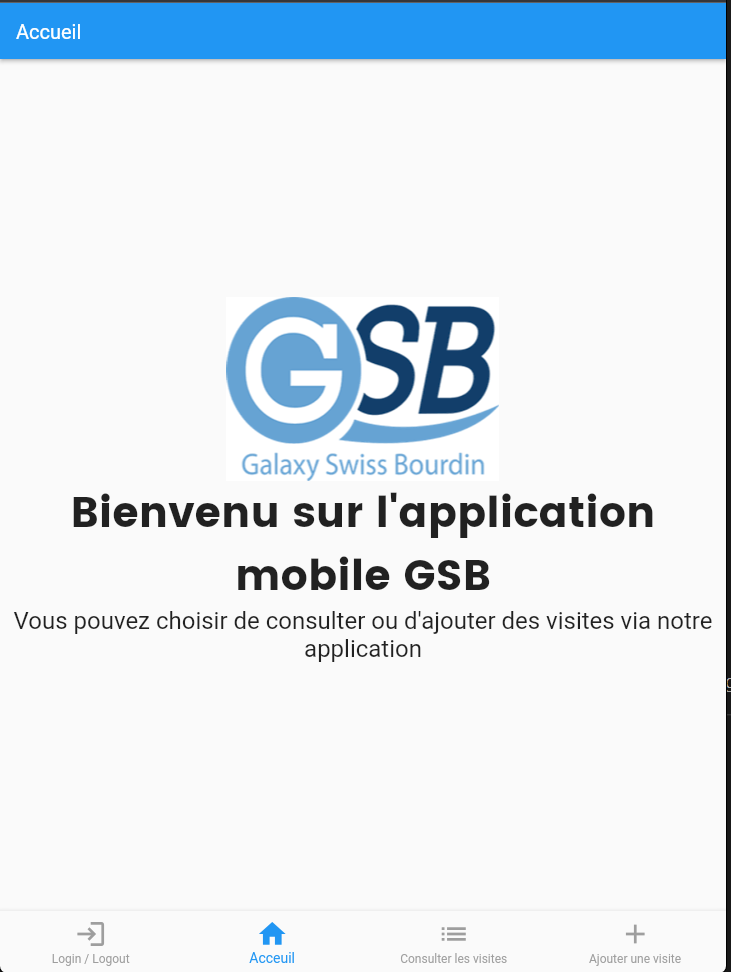 Accueil
GSB
Galaxy Swiss Bourdin
Bienvenu sur l'application
mobile GSB
Vous pouvez choisir de consulter ou d'ajouter des visites via notre
application
Login / Logout
Acceuil
Consulter les visites
Ajouter une visite